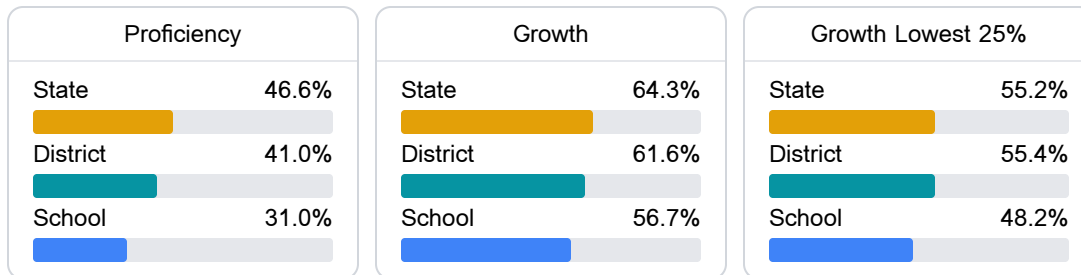 Proficiency
State 46.6%
District 41.0%
School 31.0%
Growth
State 64.3%
District 61.6%
School 56.7%
Growth Lowest 25%
State 55.2%
District 55.4%
School 48.2%